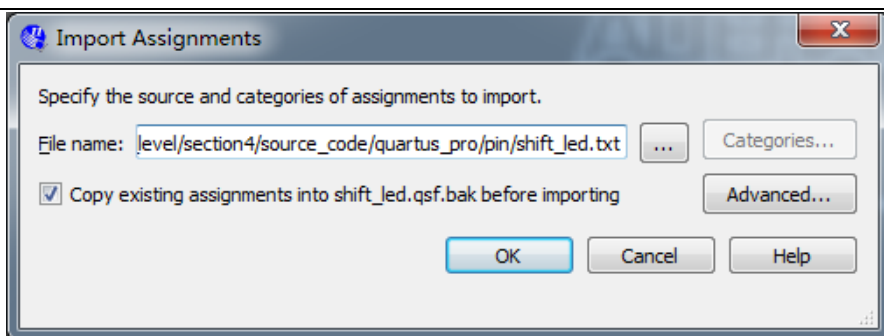 Import Assignments
Specify the source and categories of assignments to import.
File name: level/section4/source_code/quartus_pro/pin/shift_led.txt ... Categories...
Copy existing assignments into shift_led.qsf.bak before importing Advanced...
OK Cancel Help